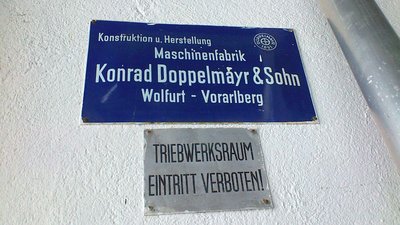 Konstruktion u. Herstellung
Maschinenfabrik
Konrad Doppelmayr & Sohn
Wolfurt - Vorarlberg
TRIEBWERKSRAUM
EINTRITT VERBOTEN!